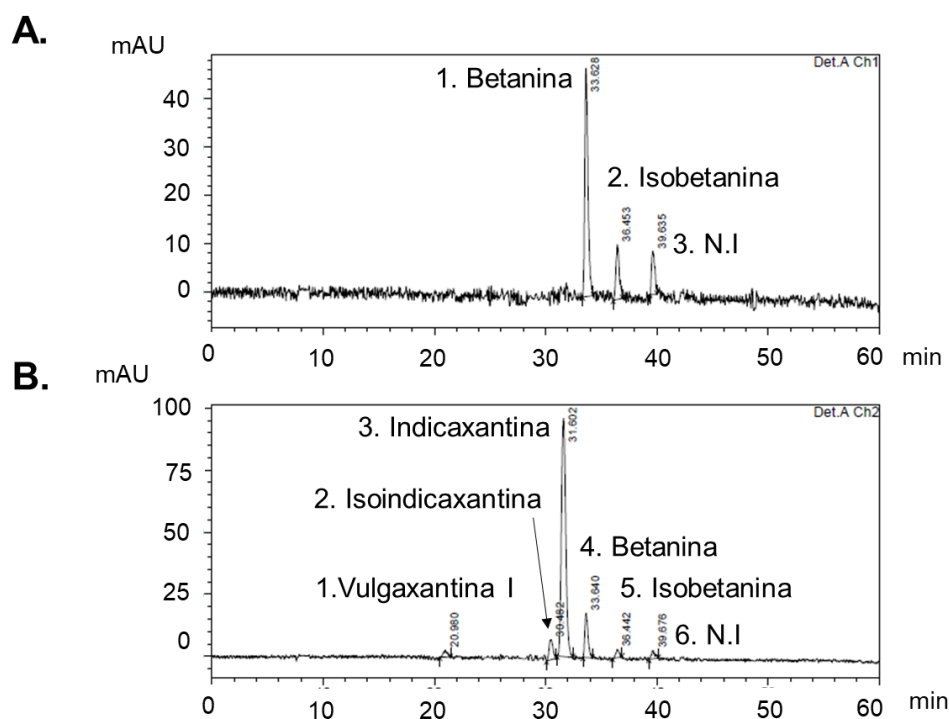 A.
mAU
Det.A Ch1
1. Betanina
33.628
2. Isobetanina
36.453
39.635
3. N.I
40
30
20
10
0
0 10 20 30 40 50 60 min
B.
mAU
Det.A Ch2
100
75
50
25
0
3. Indicaxantina
31.602
2. Isoindicaxantina
4. Betanina
1.Vulgaxantina I
5. Isobetanina
20.980
30.482
33.640
36.442
39.676
6. N.I
0 10 20 30 40 50 60 min